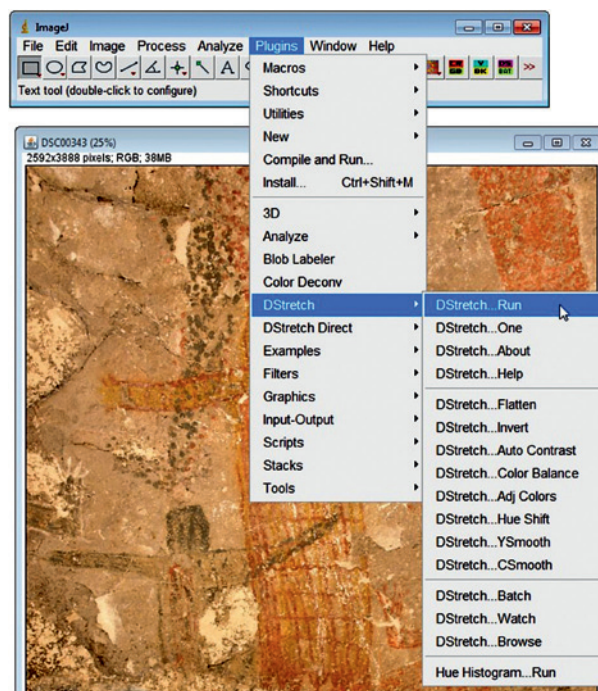 ImageJ
File Edit Image Process Analyze Plugins Window Help
A
>>
Text tool (double-click to configure)
DSC00343 (25%)
2592x3888 pixels; RGB; 38MB
Macros
Shortcuts
Utilities
New
Compile and Run...
Install... Ctrl+Shift+M
3D
Analyze
Blob Labeler
Color Deconv
DStretch
DStretch Direct
Examples
Filters
Graphics
Input-Output
Scripts
Stacks
Tools
DStretch...Run
DStretch...One
DStretch...About
DStretch...Help
DStretch...Flatten
DStretch...Invert
DStretch...Auto Contrast
DStretch...Color Balance
DStretch...Adj Colors
DStretch...Hue Shift
DStretch...YSmooth
DStretch...CSmooth
DStretch...Batch
DStretch...Watch
DStretch...Browse
Hue Histogram...Run